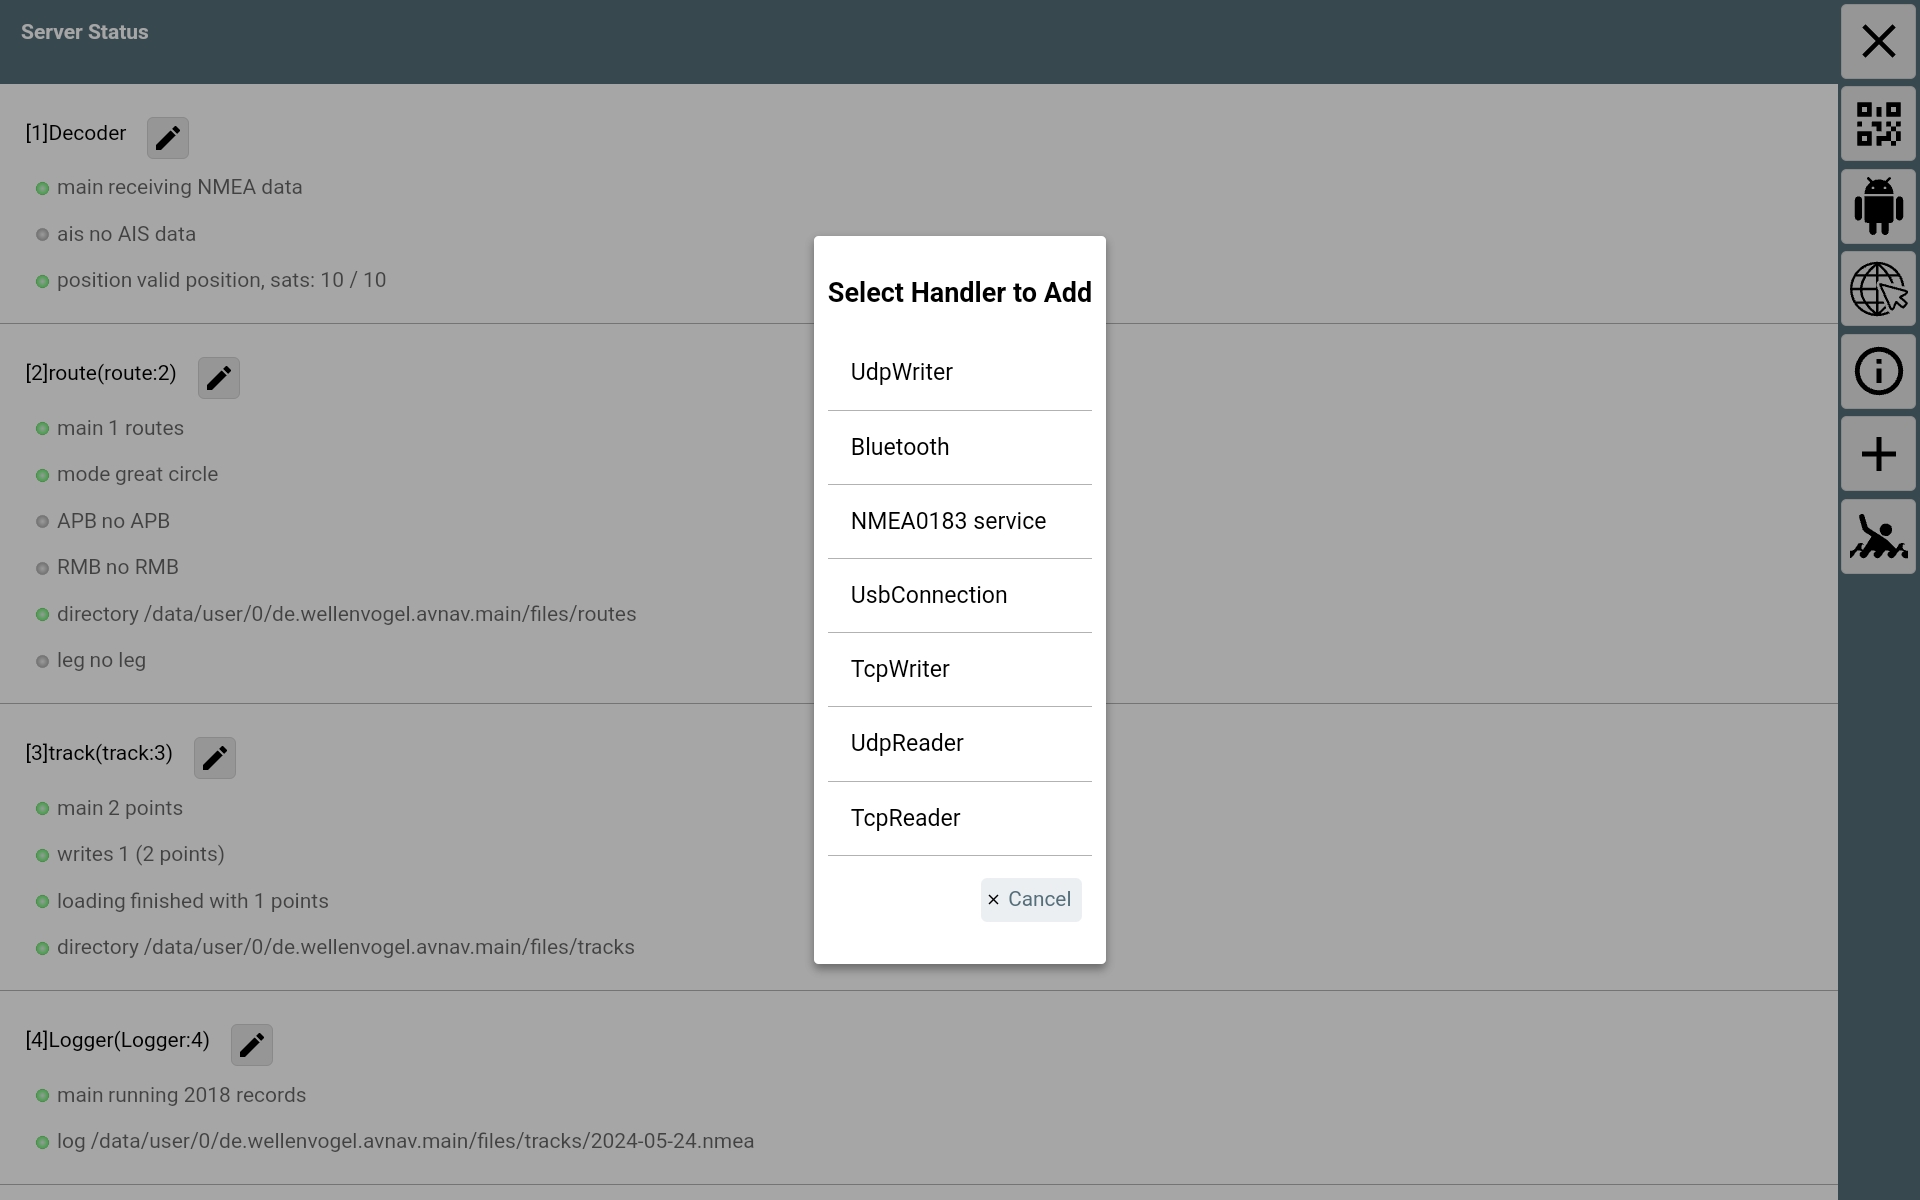 Server Status
[1]Decoder
main receiving NMEA data
ais no AIS data
position valid position, sats: 10 / 10
[2]route(route:2)
main 1 routes
mode great circle
APB no APB
RMB no RMB
directory /data/user/0/de.wellenvogel.avnav.main/files/routes
leg no leg
[3]track(track:3)
main 2 points
writes 1 (2 points)
loading finished with 1 points
directory /data/user/0/de.wellenvogel.avnav.main/files/tracks
[4]Logger(Logger:4)
main running 2018 records
log /data/user/0/de.wellenvogel.avnav.main/files/tracks/2024-05-24.nmea
Select Handler to Add
UdpWriter
Bluetooth
NMEA0183 service
UsbConnection
TcpWriter
UdpReader
TcpReader
Cancel